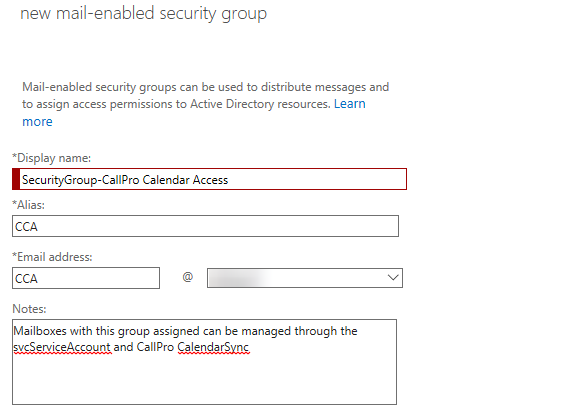 new mail-enabled security group
Mail-enabled security groups can be used to distribute messages and
to assign access permissions to Active Directory resources. Learn
more
*Display name:
SecurityGroup-CallPro Calendar Access
*Alias:
CCA
*Email address:
CCA @
Notes:
Mailboxes with this group assigned can be managed through the
svcServiceAccount and CallPro CalendarSync